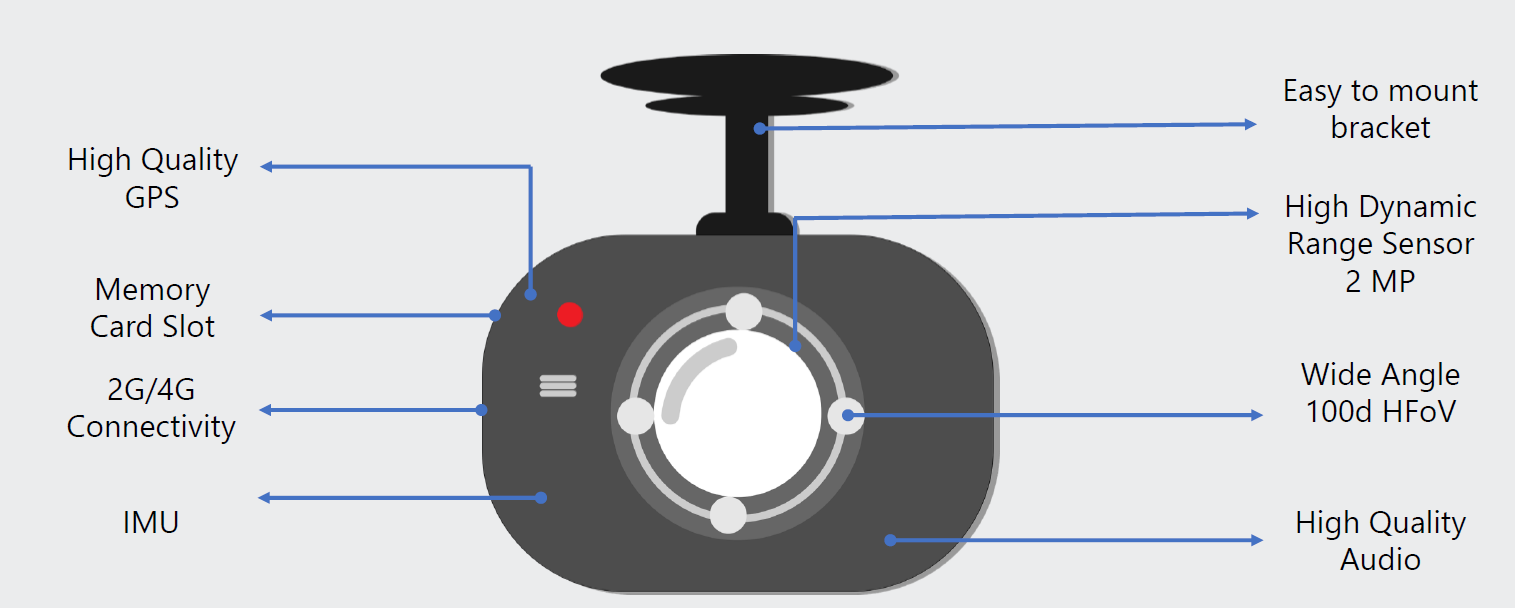 High Quality
GPS
Memory
Card Slot
2G/4G
Connectivity
IMU
Easy to mount
bracket
High Dynamic
Range Sensor
2 MP
Wide Angle
100d HFoV
High Quality
Audio